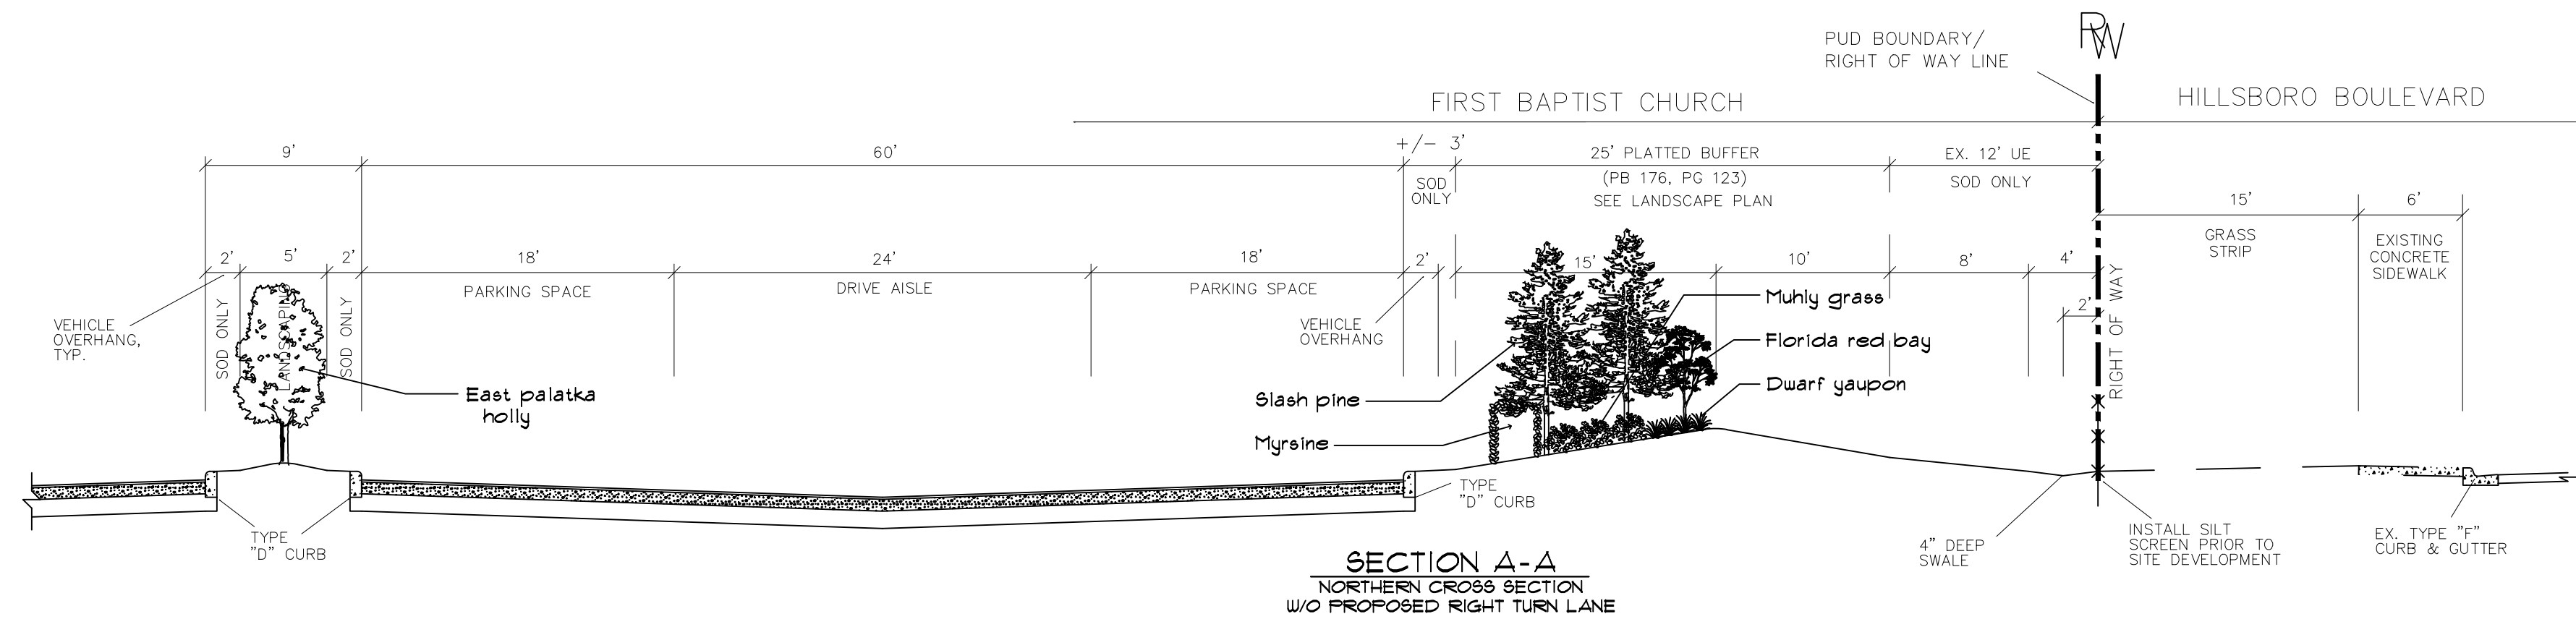 RW
PUD BOUNDARY/
RIGHT OF WAY LINE
FIRST BAPTIST CHURCH
HILLSBORO BOULEVARD
9'
60'
+/- 3'
SOD
ONLY
25' PLATTED BUFFER
(PB 176, PG 123)
SEE LANDSCAPE PLAN
EX. 12' UE
SOD ONLY
15'
GRASS
STRIP
6'
EXISTING
CONCRETE
SIDEWALK
2'
5'
2'
18'
PARKING SPACE
24'
DRIVE AISLE
18'
PARKING SPACE
2'
15'
10'
8'
4'
2'
VEHICLE
OVERHANG,
TYP.
SOD ONLY
LANDSCAPING
SOD ONLY
VEHICLE
OVERHANG
RIGHT OF WAY
East palatka
holly
Muhly grass
Florida red bay
Dwarf yaupon
Slash pine
Myrsine
TYPE
"D" CURB
TYPE
"D" CURB
4" DEEP
SWALE
INSTALL SILT
SCREEN PRIOR TO
SITE DEVELOPMENT
EX. TYPE "F"
CURB & GUTTER
SECTION A-A
NORTHERN CROSS SECTION
W/O PROPOSED RIGHT TURN LANE